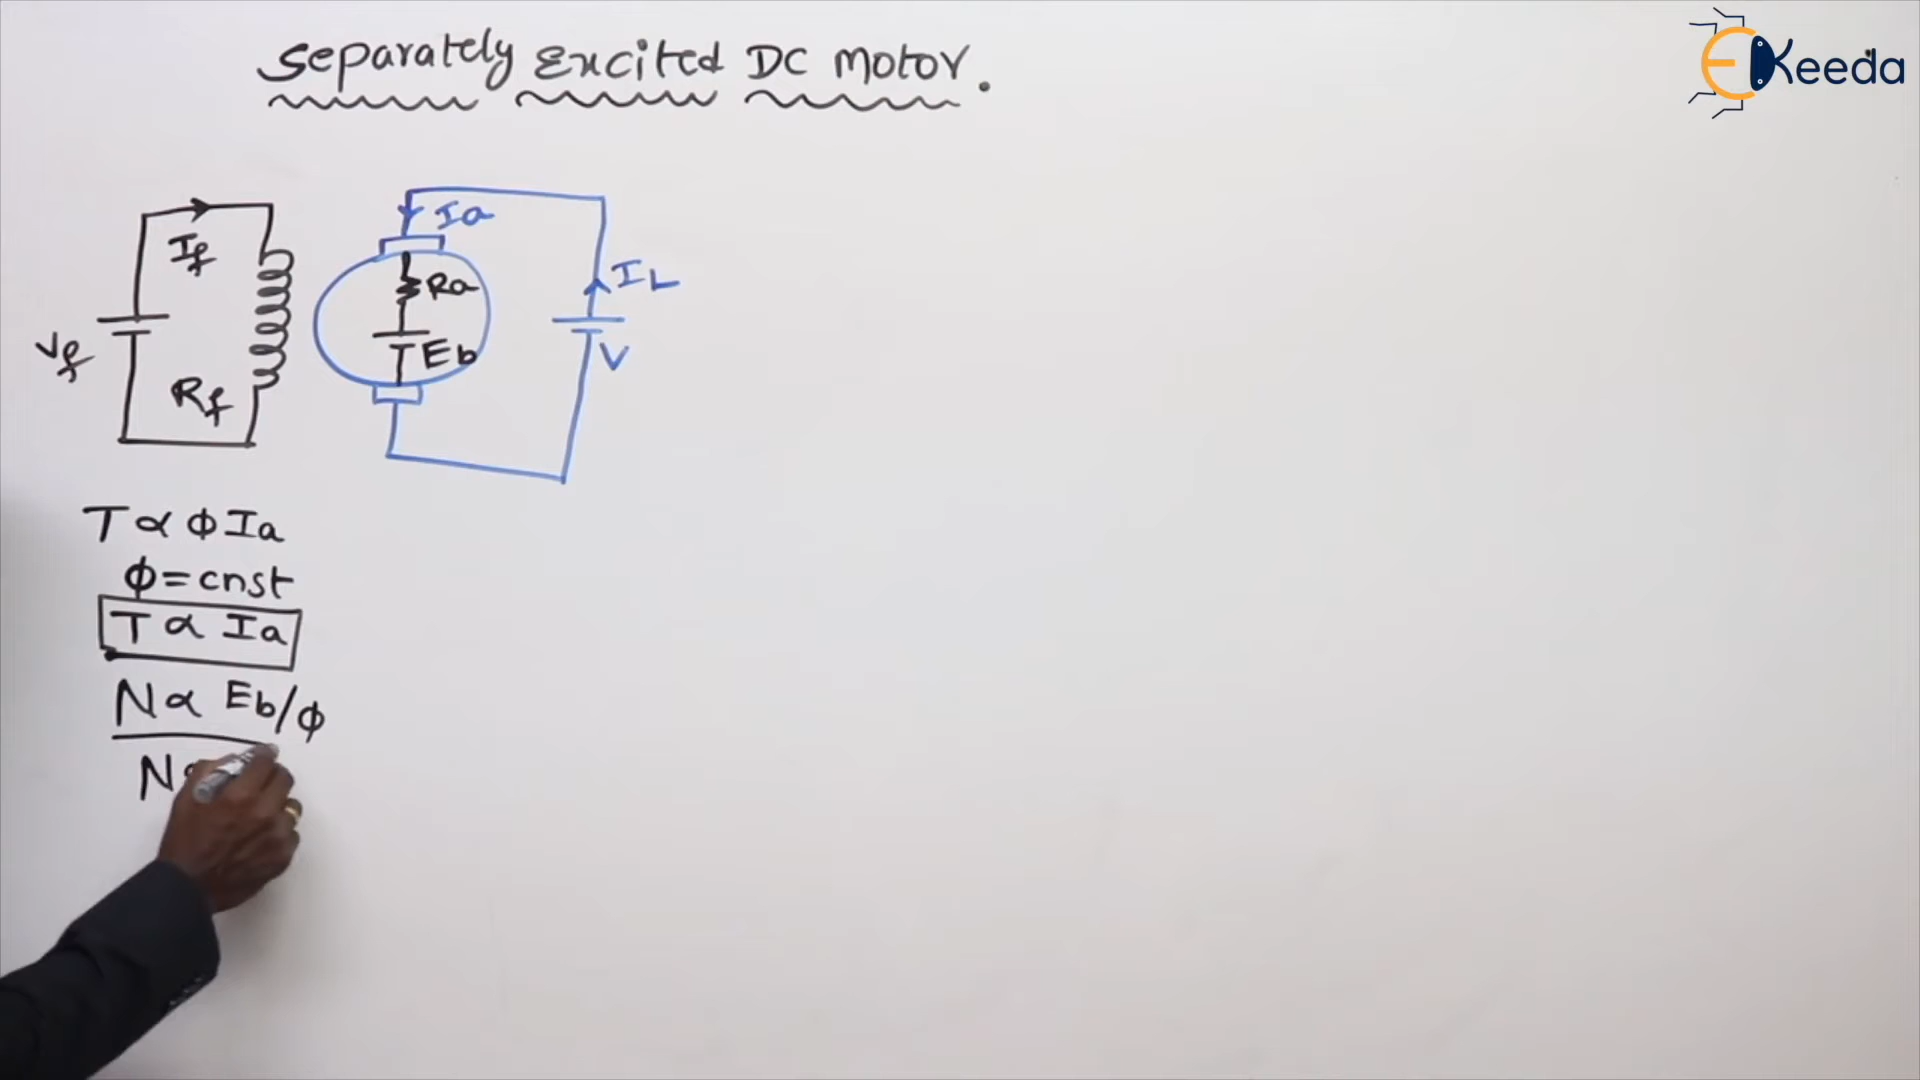 Separately Excited DC Motor.
EKeeda
If
Ia
Ra
IL
Vf
Eb
V
Rf
T ∝ ϕ Ia
ϕ = cnst
T ∝ Ia
N ∝ Eb/ϕ
N